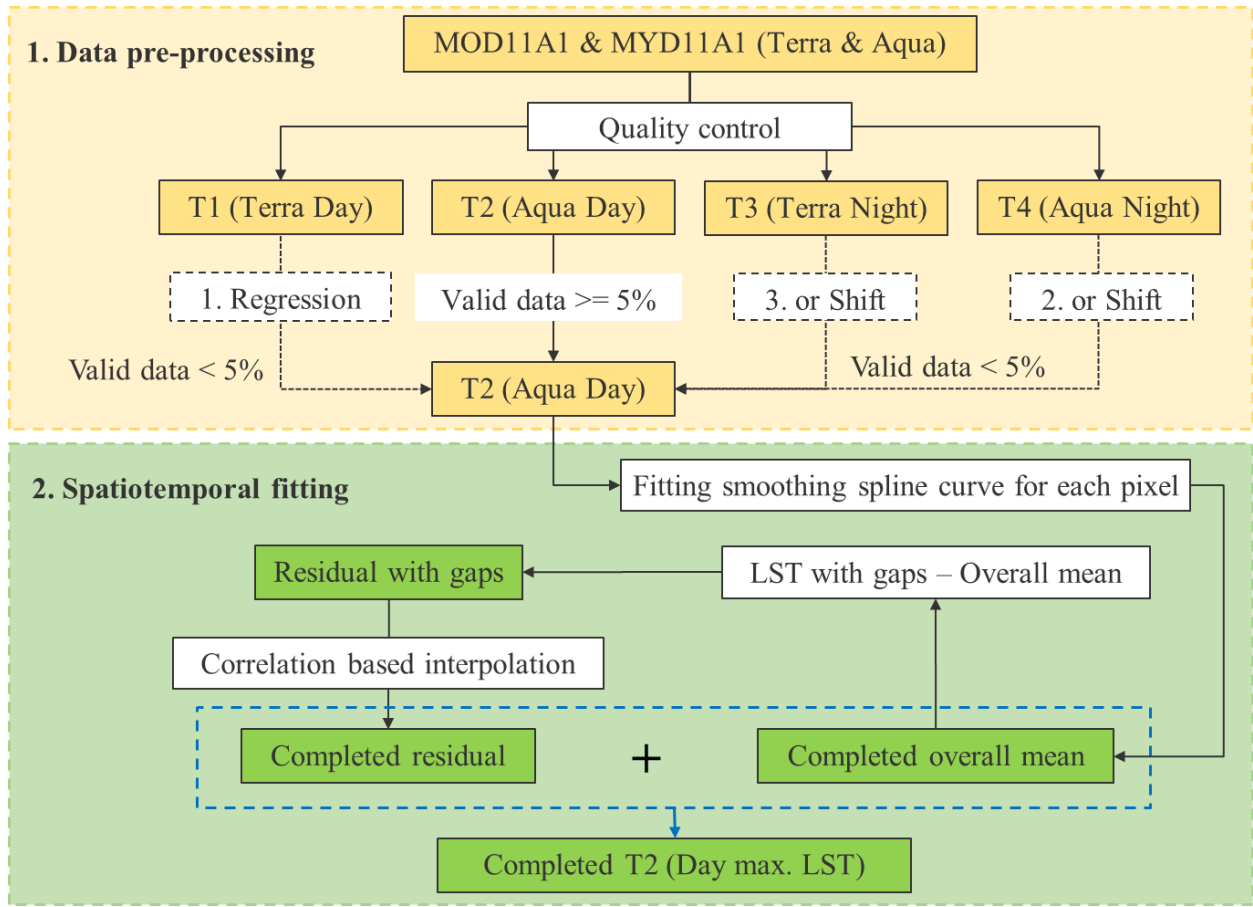 1. Data pre-processing
MOD11A1 & MYD11A1 (Terra & Aqua)
Quality control
T1 (Terra Day)
T2 (Aqua Day)
T3 (Terra Night)
T4 (Aqua Night)
1. Regression
Valid data >= 5%
3. or Shift
2. or Shift
Valid data < 5%
T2 (Aqua Day)
Valid data < 5%
2. Spatiotemporal fitting
Fitting smoothing spline curve for each pixel
Residual with gaps
LST with gaps – Overall mean
Correlation based interpolation
Completed residual
+
Completed overall mean
Completed T2 (Day max. LST)